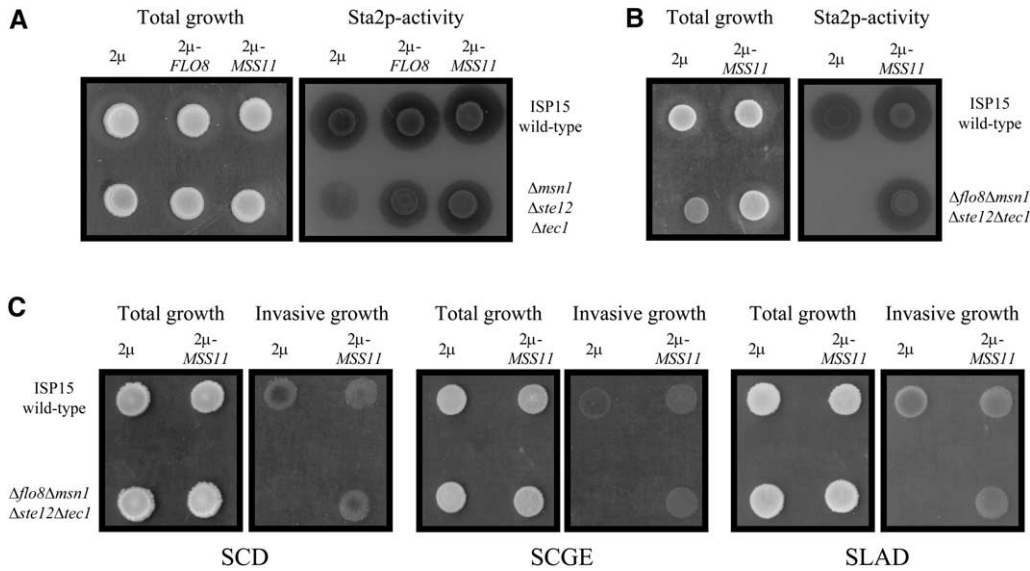 A
Total growth
Sta2p-activity
2μ
2μ-
FLO8
2μ-
MSS11
2μ
2μ-
FLO8
2μ-
MSS11
ISP15
wild-type
Δmsn1
Δste12
Δtec1
B
Total growth
Sta2p-activity
2μ
2μ-
MSS11
2μ
2μ-
MSS11
ISP15
wild-type
Δflo8Δmsn1
Δste12Δtec1
C
Total growth
Invasive growth
Total growth
Invasive growth
Total growth
Invasive growth
2μ
2μ-
MSS11
2μ
2μ-
MSS11
2μ
2μ-
MSS11
2μ
2μ-
MSS11
2μ
2μ-
MSS11
2μ
2μ-
MSS11
ISP15
wild-type
Δflo8Δmsn1
Δste12Δtec1
SCD
SCGE
SLAD